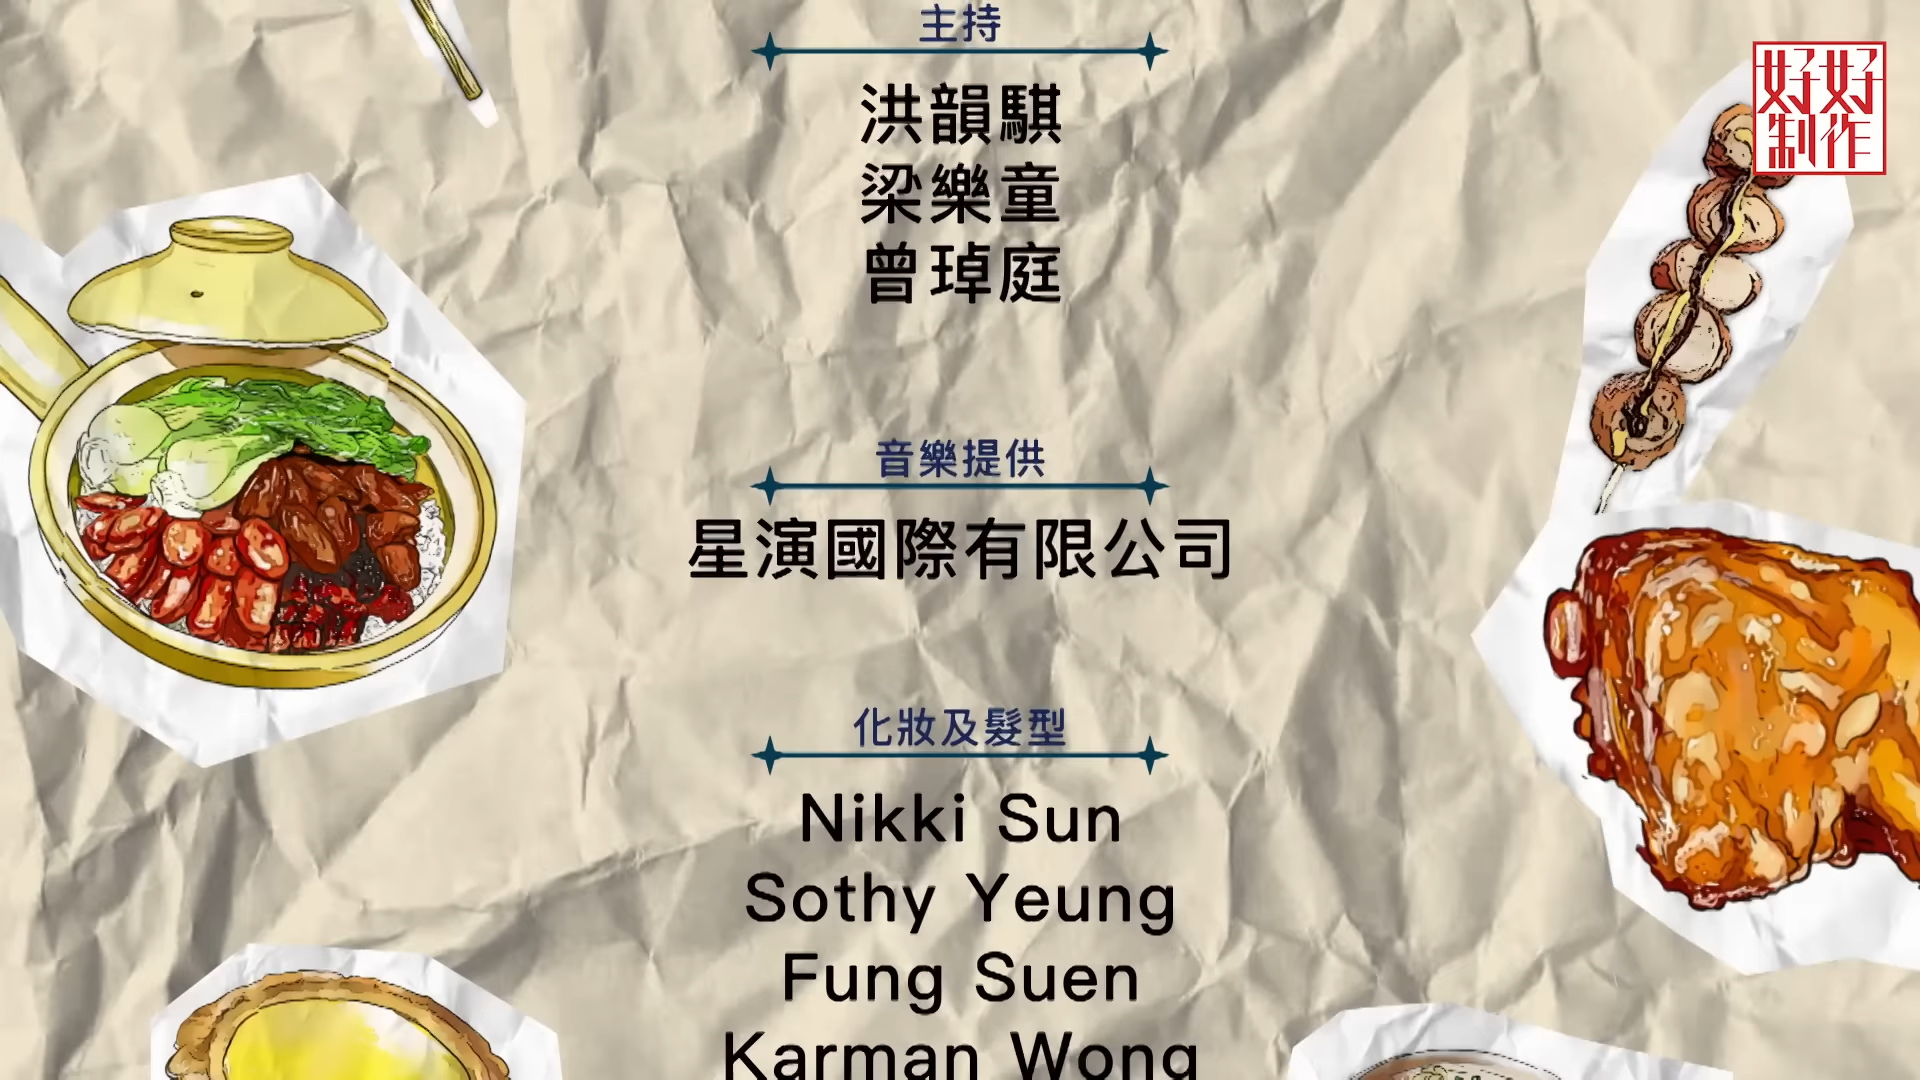 主持
洪韻騏
梁樂童
曾瑋庭
音樂提供
星演國際有限公司
化妝及髮型
Nikki Sun
Sothy Yeung
Fung Suen
Karman Wong
好好
制作